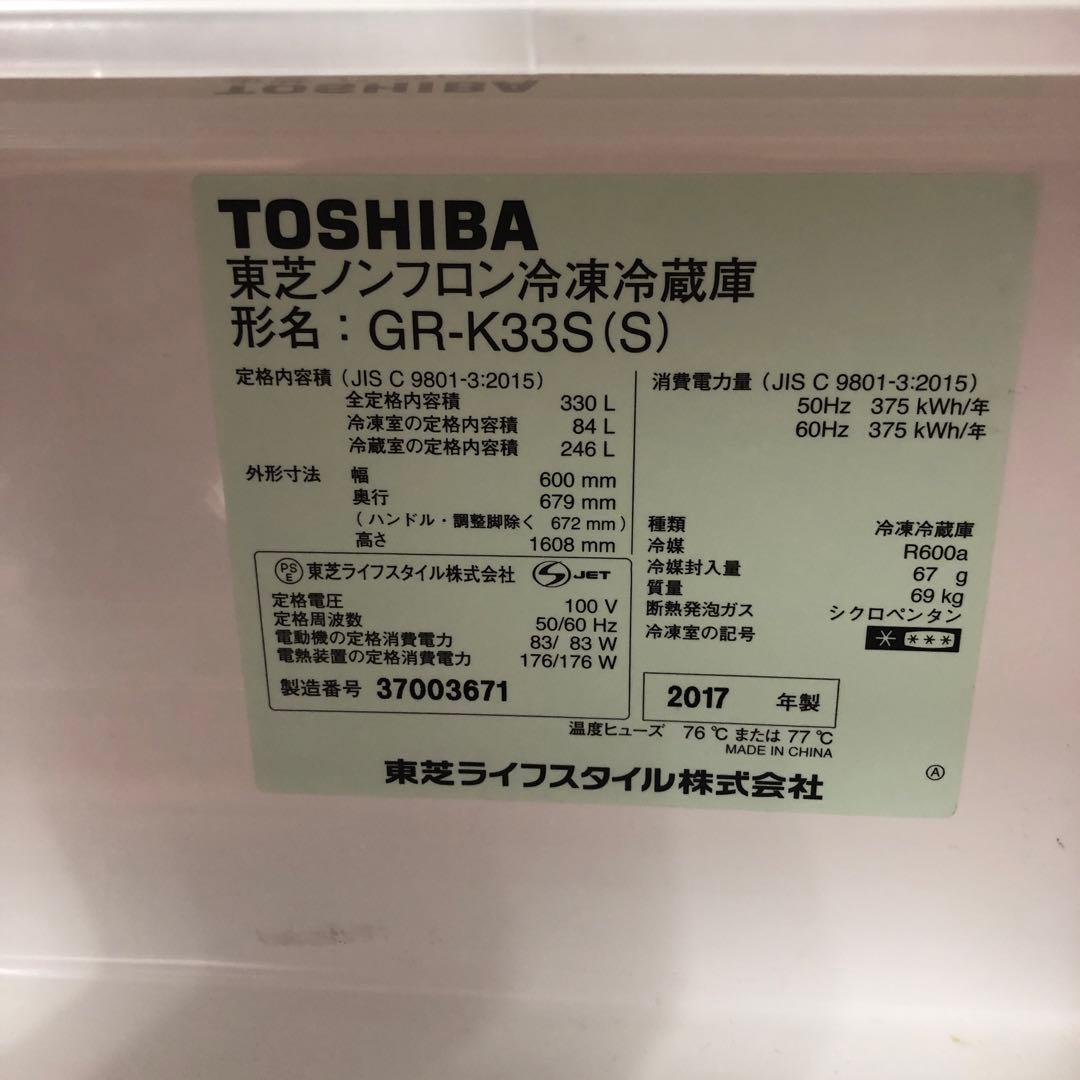 TOSHIBA
東芝ノンフロン冷凍冷蔵庫
形名：GR-K33S(S)
定格内容積（JIS C 9801-3:2015）
全定格内容積 330 L
冷凍室の定格内容積 84 L
冷蔵室の定格内容積 246 L
外形寸法 幅 600 mm
奥行 679 mm
（ハンドル・調整脚除く 672 mm）
高さ 1608 mm
消費電力量（JIS C 9801-3:2015）
50Hz 375 kWh/年
60Hz 375 kWh/年
種類 冷凍冷蔵庫
冷媒 R600a
冷媒封入量 67 g
質量 69 kg
断熱発泡ガス シクロペンタン
冷凍室の記号 * ***
PSE 東芝ライフスタイル株式会社 S JET
定格電圧 100 V
定格周波数 50/60 Hz
電動機の定格消費電力 83/ 83 W
電熱装置の定格消費電力 176/176 W
製造番号 37003671
2017 年製
温度ヒューズ 76 ℃ または 77 ℃
MADE IN CHINA
東芝ライフスタイル株式会社
Ⓐ